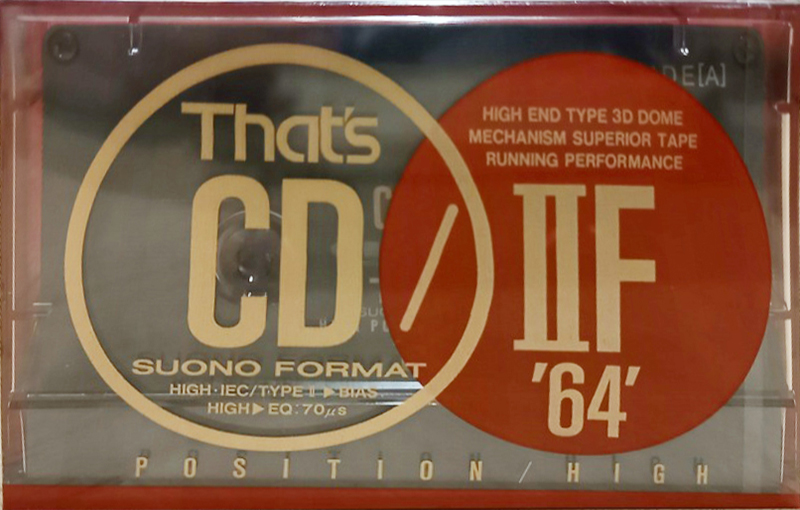 That's
CD/
SUONO FORMAT
HIGH·IEC/TYPE II ▶ BIAS
HIGH ▶ EQ:70μs
HIGH END TYPE 3D DOME
MECHANISM SUPERIOR TAPE
RUNNING PERFORMANCE
IIF
'64'
POSITION/HIGH